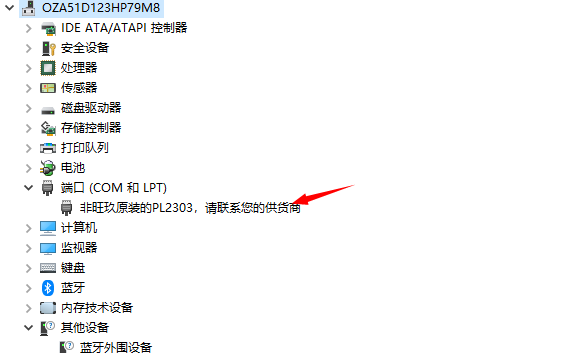 OZA51D123HP79M8
IDE ATA/ATAPI 控制器
安全设备
处理器
传感器
磁盘驱动器
存储控制器
打印队列
电池
端口 (COM 和 LPT)
非旺玖原装的PL2303，请联系您的供货商
计算机
监视器
键盘
蓝牙
内存技术设备
其他设备
蓝牙外围设备